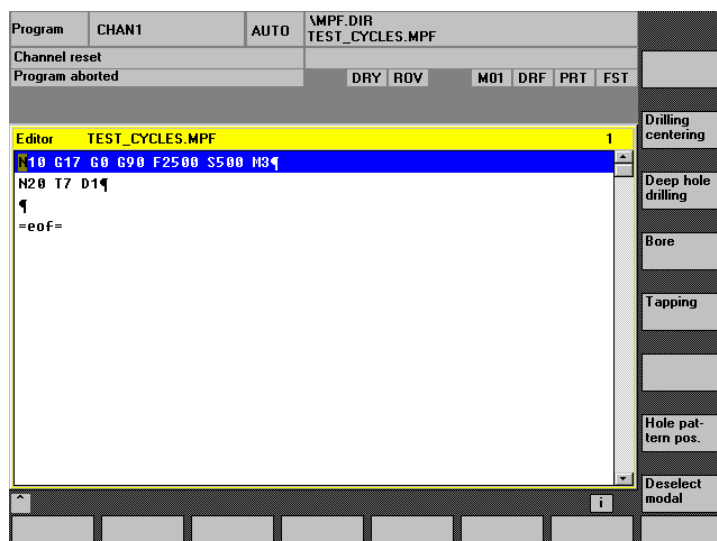 Program CHAN1 AUTO \MPF.DIR
TEST_CYCLES.MPF
Channel reset
Program aborted DRY ROV M01 DRF PRT FST
Editor TEST_CYCLES.MPF 1
N10 G17 G0 G90 F2500 S500 M3¶
N20 T7 D1¶
¶
=eof=
Drilling
centering
Deep hole
drilling
Bore
Tapping
Hole pat-
tern pos.
Deselect
modal
^ i